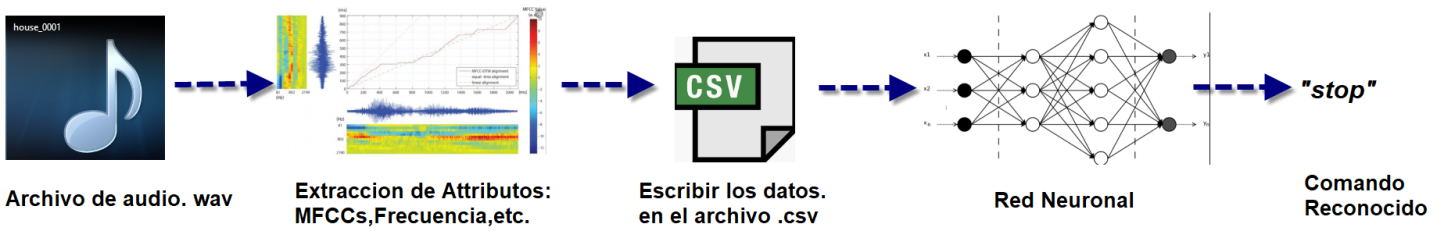 house_0001
CSV
x1
x2
xn
y1
yn
"stop"
Archivo de audio. wav
Extraccion de Attributos:
MFCCs,Frecuencia,etc.
Escribir los datos.
en el archivo .csv
Red Neuronal
Comando
Reconocido